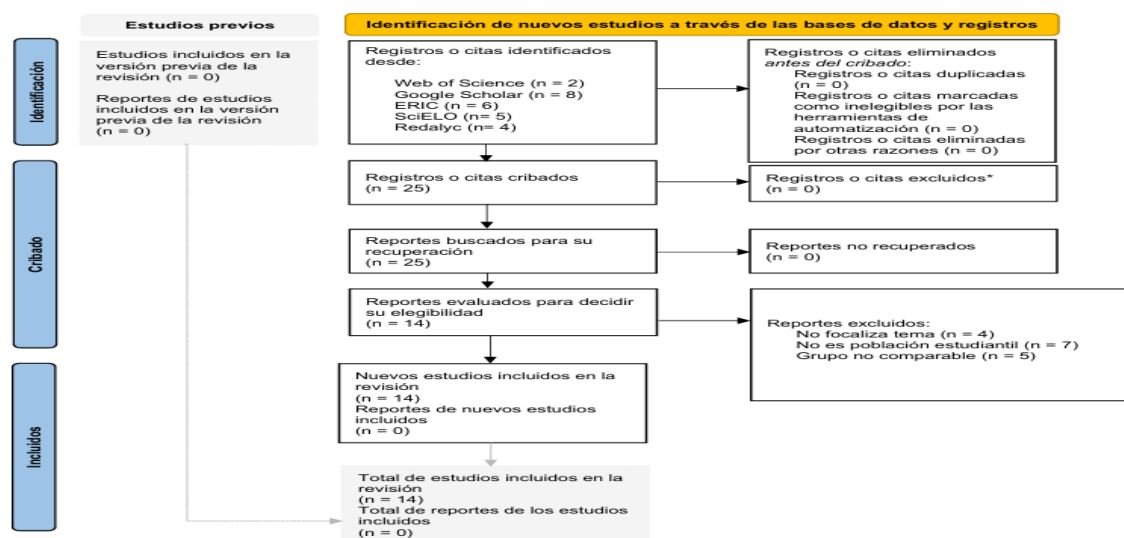 Estudios previos
Identificación de nuevos estudios a través de las bases de datos y registros
Identificación
Estudios incluidos en la
versión previa de la
revisión (n = 0)
Reportes de estudios
incluidos en la versión
previa de la revisión
(n = 0)
Registros o citas identificados
desde:
Web of Science (n = 2)
Google Scholar (n = 8)
ERIC (n = 6)
SciELO (n= 5)
Redalyc (n= 4)
Registros o citas eliminados
antes del cribado:
Registros o citas duplicadas
(n = 0)
Registros o citas marcadas
como inelegibles por las
herramientas de
automatización (n = 0)
Registros o citas eliminadas
por otras razones (n = 0)
Cribado
Registros o citas cribados
(n = 25)
Registros o citas excluidos*
(n = 0)
Reportes buscados para su
recuperación
(n = 25)
Reportes no recuperados
(n = 0)
Reportes evaluados para decidir
su elegibilidad
(n = 14)
Reportes excluidos:
No focaliza tema (n = 4)
No es población estudiantil (n = 7)
Grupo no comparable (n = 5)
Incluidos
Nuevos estudios incluidos en la
revisión
(n = 14)
Reportes de nuevos estudios
incluidos
(n = 0)
Total de estudios incluidos en la
revisión
(n = 14)
Total de reportes de los estudios
incluidos
(n = 0)